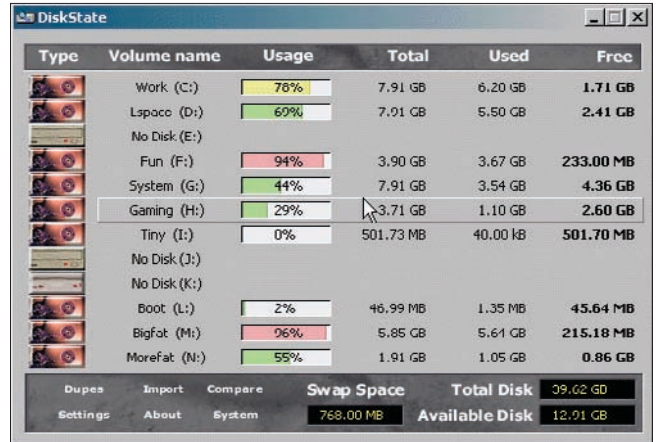 DiskState
Type Volume name Usage Total Used Free
Work (C:) 78% 7.91 GB 6.20 GB 1.71 GB
Lspace (D:) 69% 7.91 GB 5.50 GB 2.41 GB
No Disk (E:)
Fun (F:) 94% 3.90 GB 3.67 GB 233.00 MB
System (G:) 44% 7.91 GB 3.54 GB 4.36 GB
Gaming (H:) 29% 3.71 GB 1.10 GB 2.60 GB
Tiny (I:) 0% 501.73 MB 40.00 kB 501.70 MB
No Disk (J:)
No Disk (K:)
Boot (L:) 2% 46.99 MB 1.35 MB 45.64 MB
Bigfat (M:) 96% 5.85 GB 5.64 GB 215.18 MB
Morefat (N:) 55% 1.91 GB 1.05 GB 0.86 GB
Dupes Import Compare Swap Space Total Disk 39.62 GB
Settings About System 768.00 MB Available Disk 12.91 GB